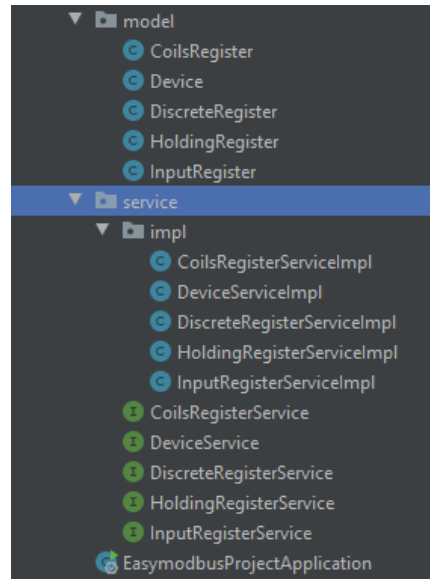 model
CoilsRegister
Device
DiscreteRegister
HoldingRegister
InputRegister
service
impl
CoilsRegisterServiceImpl
DeviceServiceImpl
DiscreteRegisterServiceImpl
HoldingRegisterServiceImpl
InputRegisterServiceImpl
CoilsRegisterService
DeviceService
DiscreteRegisterService
HoldingRegisterService
InputRegisterService
EasymodbusProjectApplication